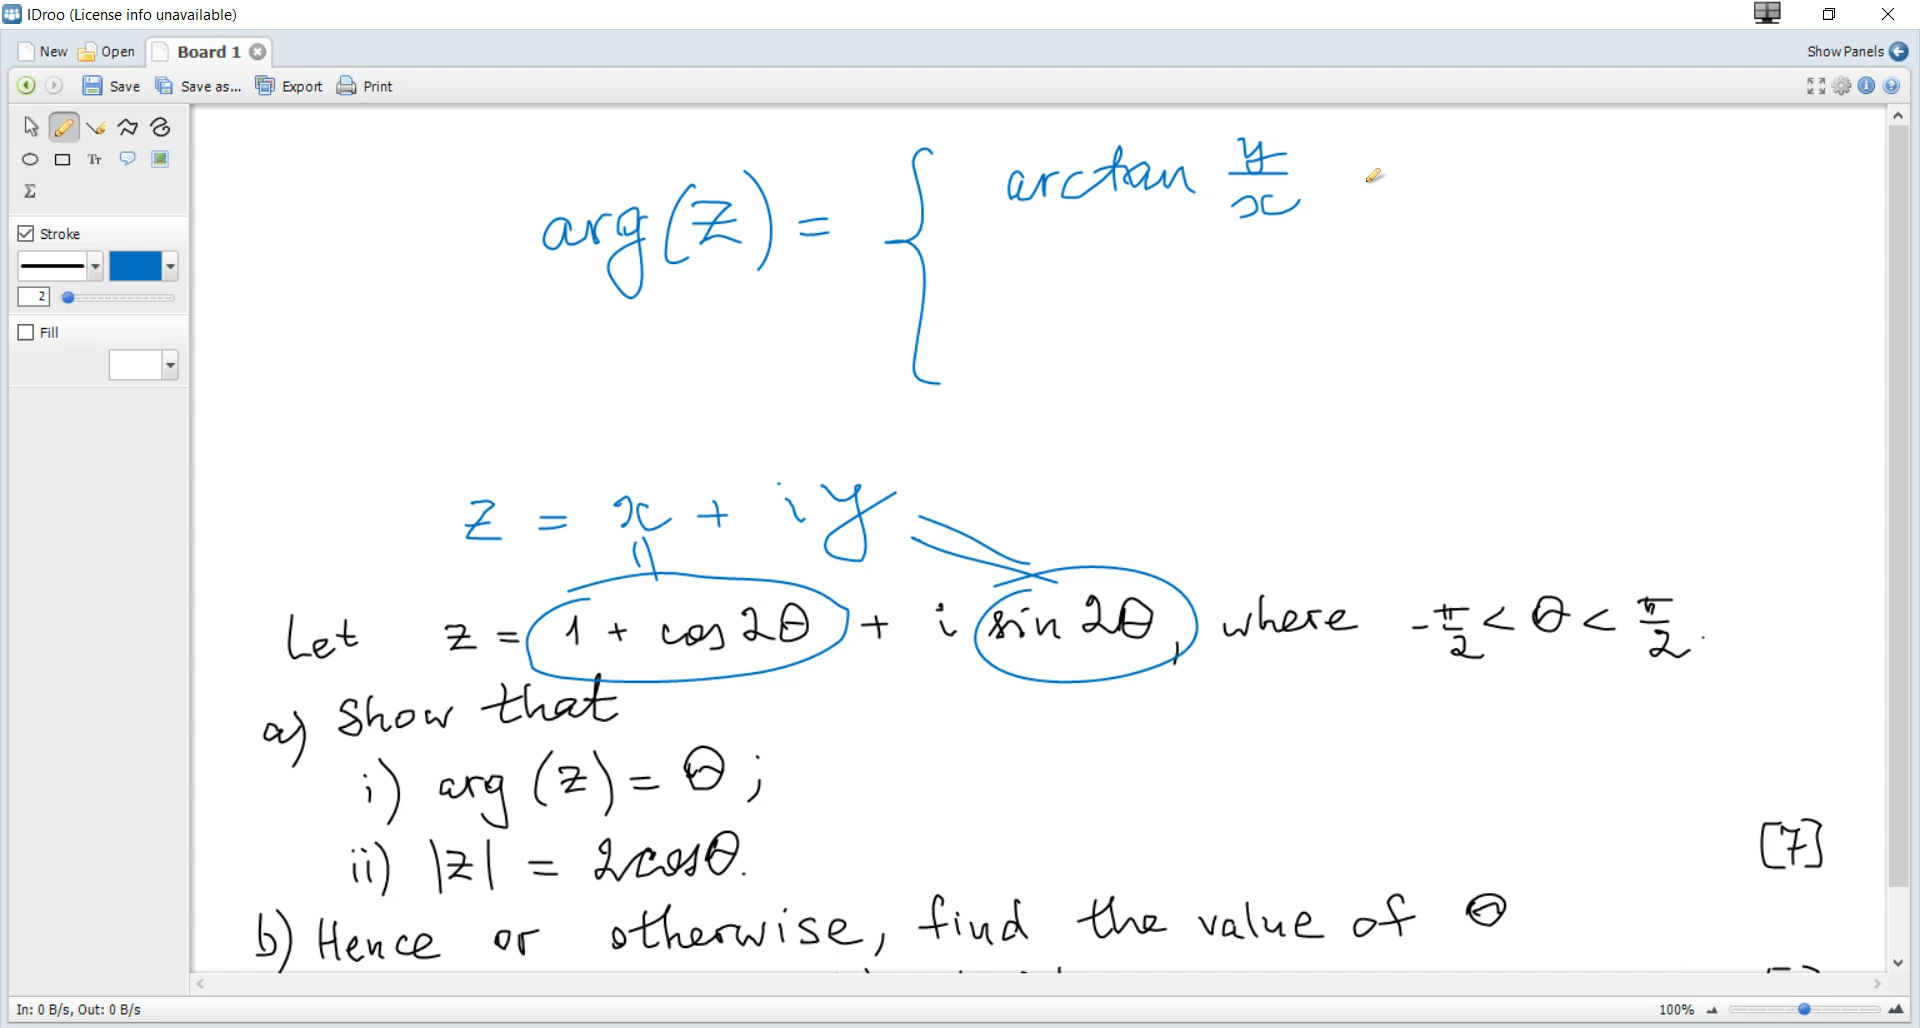 IDroo (License info unavailable)
New Open Board 1 Show Panels
Save Save as... Export Print
Tт
Σ
Stroke
2
Fill
arg(z) = { arctan y/x
z = x + iy
Let z = 1 + cos 2θ + i sin 2θ, where -π/2 < θ < π/2.
a) Show that
i) arg (z) = θ;
ii) |z| = 2cosθ. [7]
b) Hence or otherwise, find the value of θ
In: 0 B/s, Out: 0 B/s 100%